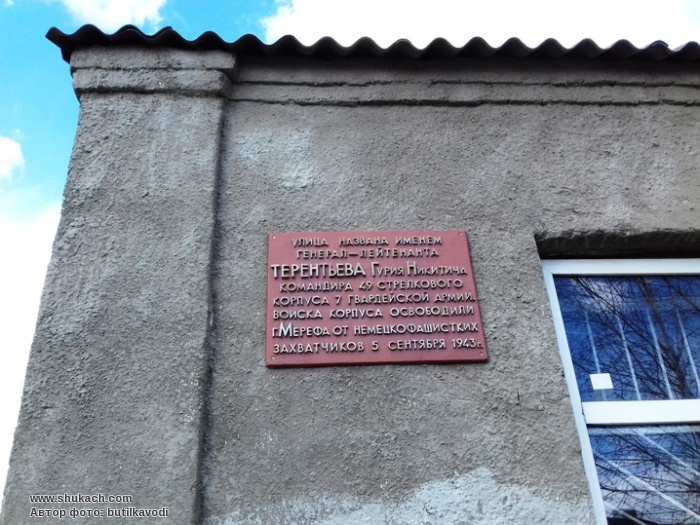 УЛИЦА НАЗВАНА ИМЕНЕМ
ГЕНЕРАЛ-ЛЕЙТЕНАНТА
ТЕРЕНТЬЕВА ГУРИЯ НИКИТИЧА
КОМАНДИРА 49 СТРЕЛКОВОГО
КОРПУСА 7 ГВАРДЕЙСКОЙ АРМИИ.
ВОЙСКА КОРПУСА ОСВОБОДИЛИ
Г. МЕРЕФА ОТ НЕМЕЦКОФАШИСТКИХ
ЗАХВАТЧИКОВ 5 СЕНТЯБРЯ 1943г.
www.shukach.com
Автор фото: butilkavodi